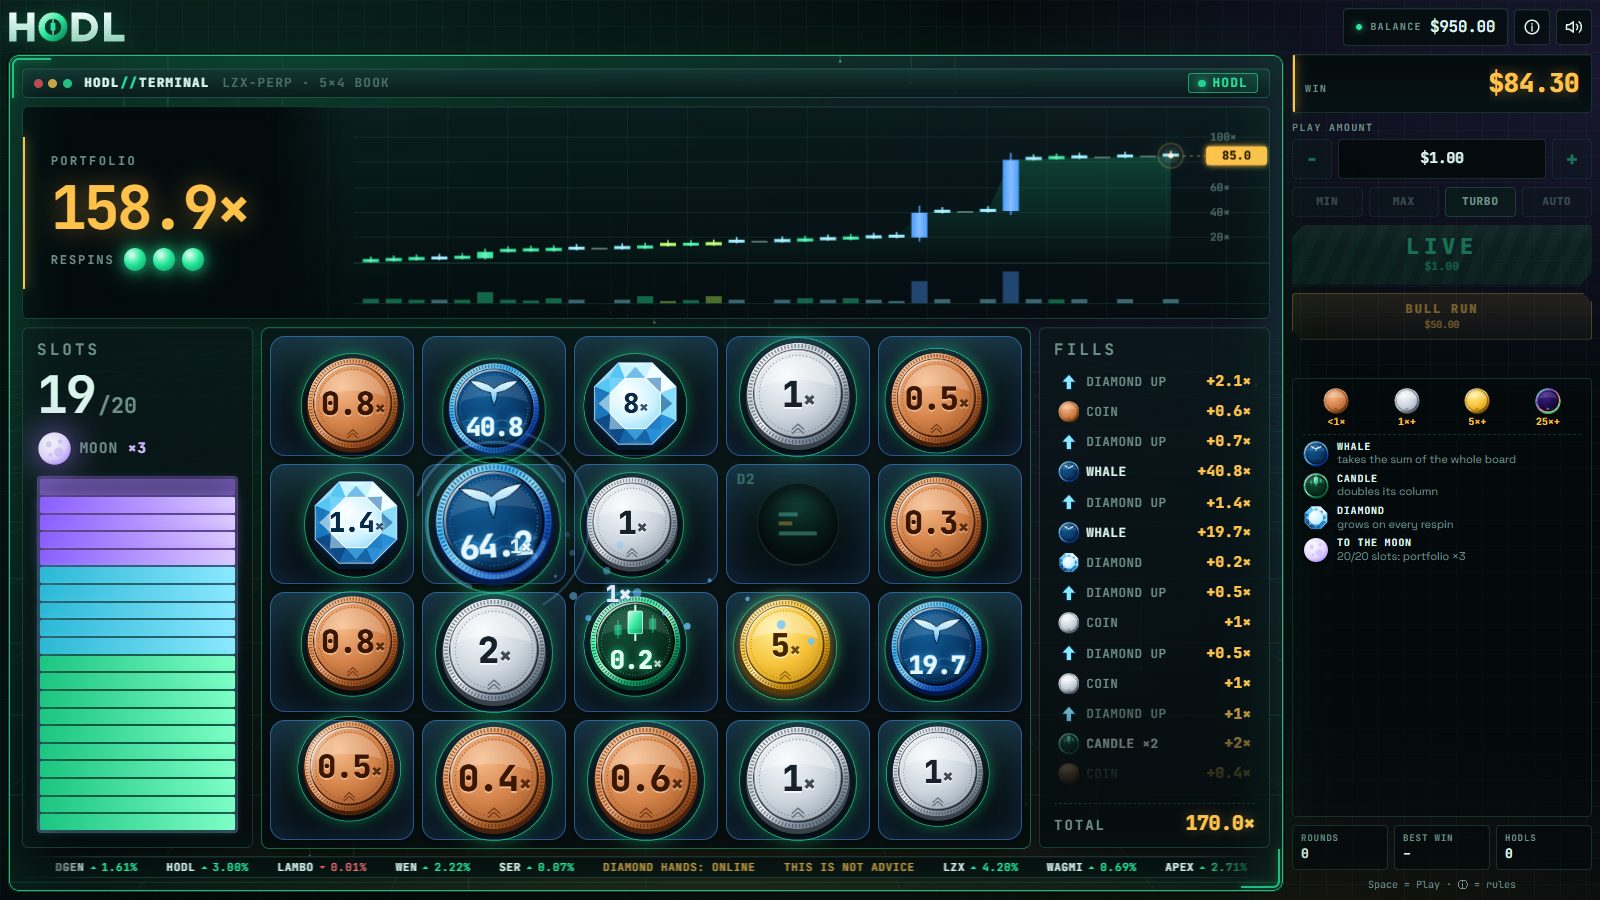 HODL
BALANCE $950.00
HODL//TERMINAL LZX-PERP · 5×4 BOOK
HODL
WIN $84.30
PORTFOLIO
158.9×
RESPINS
100×
85.0
60×
40×
20×
PLAY AMOUNT
- $1.00 +
MIN MAX TURBO AUTO
LIVE
$1.00
BULL RUN
$50.00
SLOTS
19/20
MOON ×3
0.8× 40.8 8× 1× 0.5×
1.4× 64.2 1× D2 0.3×
1×
1×
0.8× 2× 0.2× 5× 19.7
0.5× 0.4× 0.6× 1× 1×
FILLS
DIAMOND UP +2.1×
COIN +0.6×
DIAMOND UP +0.7×
WHALE +40.8×
DIAMOND UP +1.4×
WHALE +19.7×
DIAMOND +0.2×
DIAMOND UP +0.5×
COIN +1×
DIAMOND UP +0.5×
COIN +1×
DIAMOND UP +1×
CANDLE ×2 +2×
COIN +0.4×
TOTAL 170.0×
<1× 1×+ 5×+ 25×+
WHALE
takes the sum of the whole board
CANDLE
doubles its column
DIAMOND
grows on every respin
TO THE MOON
20/20 slots: portfolio ×3
ROUNDS
0
BEST WIN
–
HODLS
0
DGEN 1.61% HODL 3.00% LAMBO 0.01% WEN 2.22% SER 0.07% DIAMOND HANDS: ONLINE THIS IS NOT ADVICE LZX 4.20% WAGMI 0.69% APEX 2.71%
Space = Play · ⓘ = rules